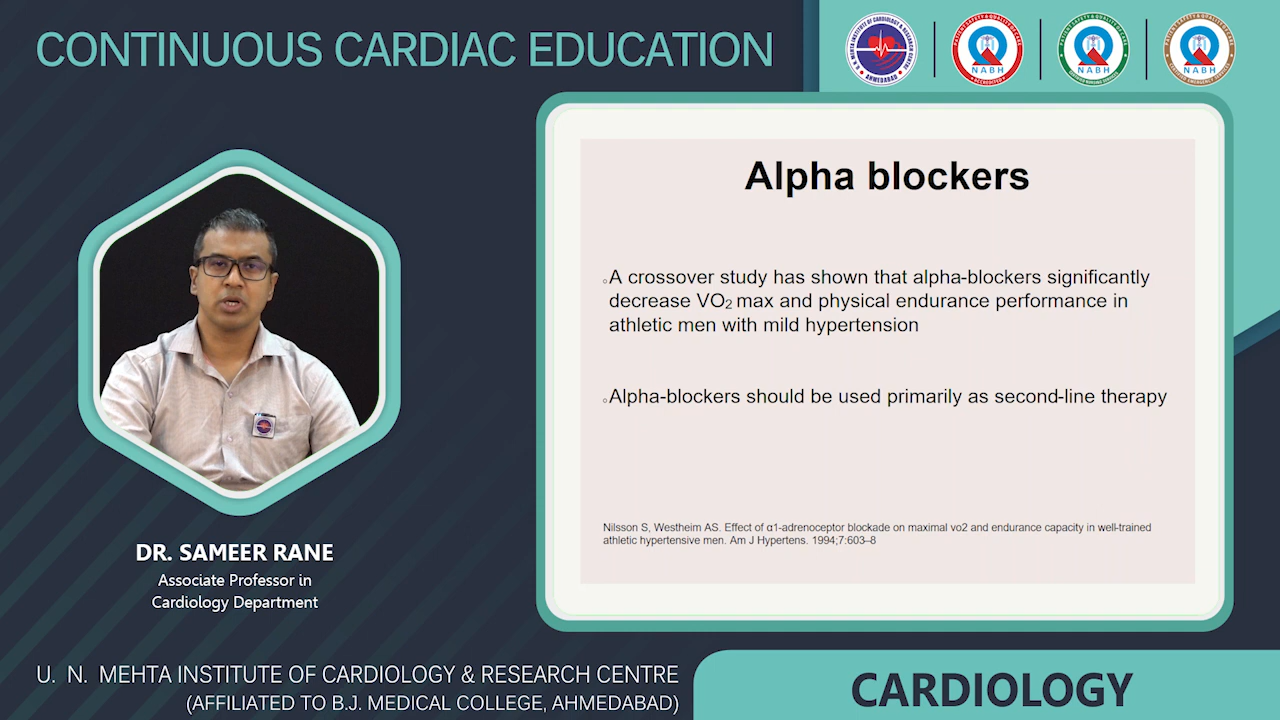 CONTINUOUS CARDIAC EDUCATION
NABH
NABH
NABH
Alpha blockers
A crossover study has shown that alpha-blockers significantly
decrease VO₂ max and physical endurance performance in
athletic men with mild hypertension
Alpha-blockers should be used primarily as second-line therapy
Nilsson S, Westheim AS. Effect of α1-adrenoceptor blockade on maximal vo2 and endurance capacity in well-trained
athletic hypertensive men. Am J Hypertens. 1994;7:603–8
DR. SAMEER RANE
Associate Professor in
Cardiology Department
U. N. MEHTA INSTITUTE OF CARDIOLOGY & RESEARCH CENTRE
(AFFILIATED TO B.J. MEDICAL COLLEGE, AHMEDABAD)
CARDIOLOGY